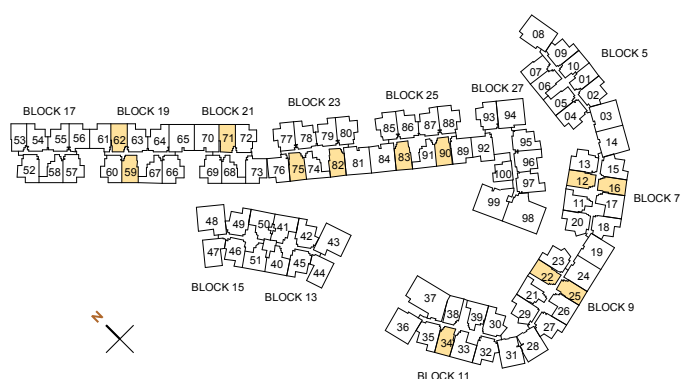 08
BLOCK 5
09
10
07
01
06
02
05
04
03
BLOCK 17
BLOCK 19
BLOCK 21
BLOCK 23
BLOCK 25
BLOCK 27
93 94
85 86 87 88
77 78 79 80
53 54 55 56 61 62 63 64 65 70 71 72
14
95
89 92
96
76 75 74 82 81 84 83 91 90
52 58 57 60 59 67 66 69 68 73
100
97
13 15
12 16
BLOCK 7
11 17
20 18
99
98
48 49 50 41 42 43
47 46 51 40 45 44
BLOCK 15
BLOCK 13
19
23
22 24
25
21
BLOCK 9
26
29
27
37
38 39 30
36
35 34 33 32 31 28
BLOCK 11
N